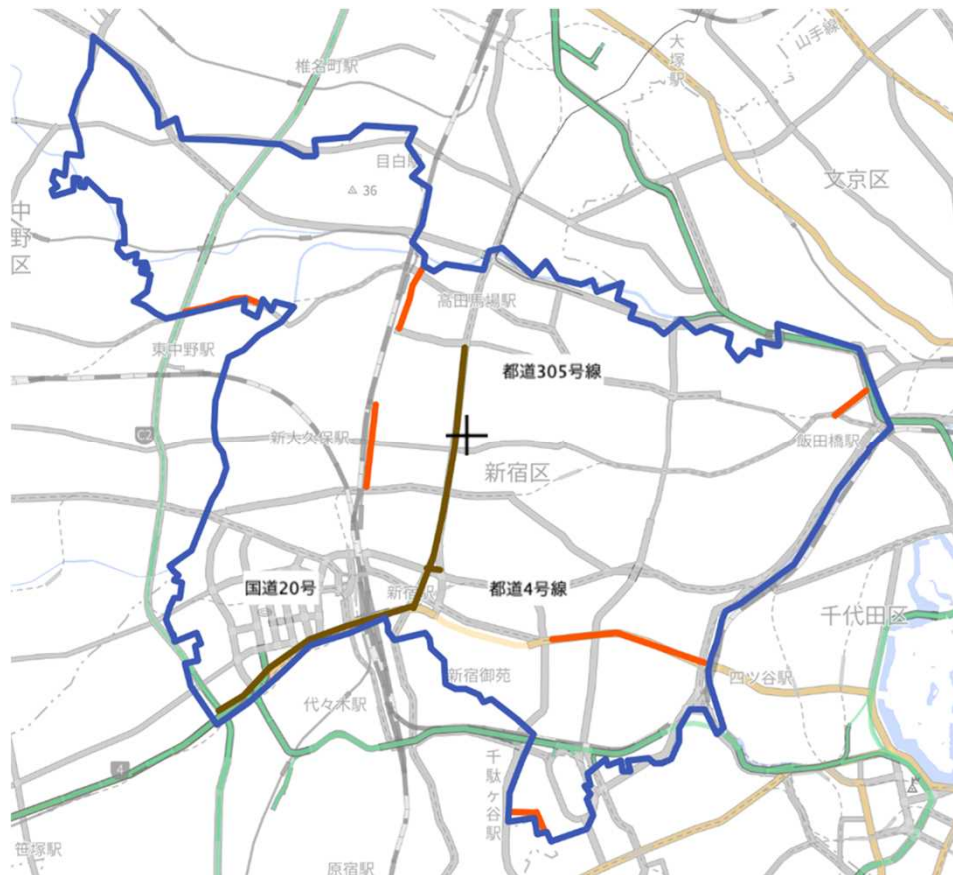 大塚駅
山手線
椎名町駅
目白
36
文京区
中野区
高田馬場駅
東中野駅
都道305号線
C2
新大久保駅
新宿区
飯田橋駅
国道20号
新宿駅
都道4号線
千代田区
新宿御苑
四ツ谷駅
代々木駅
4
千駄ヶ谷駅
笹塚駅
原宿駅